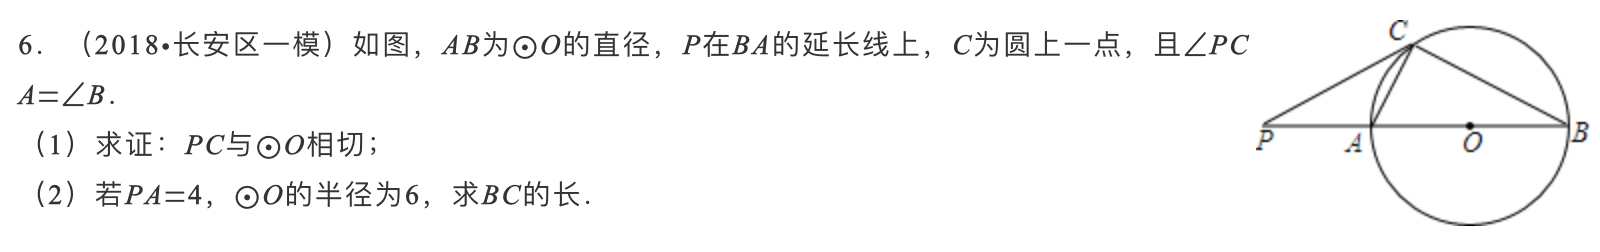 6. （2018•长安区一模）如图，AB为⊙O的直径，P在BA的延长线上，C为圆上一点，且∠PC
A=∠B.
（1）求证：PC与⊙O相切；
（2）若PA=4，⊙O的半径为6，求BC的长.
C
P
A
O
B